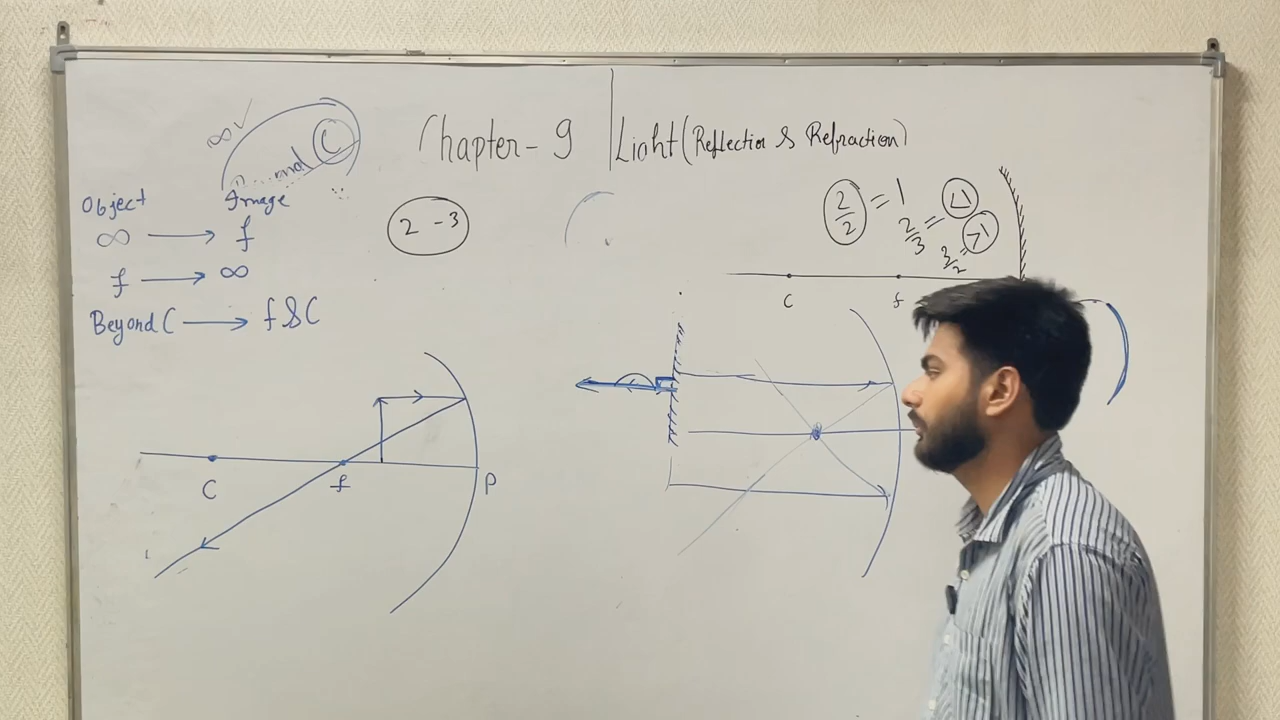 Chapter-9 Light (Reflection & Refraction)
∞ ✓
and C
Object Image
∞ → f
f → ∞
Beyond C → f & C
2-3
2/2 = 1
2/3 = <1
3/2 = >1
C f
C f P